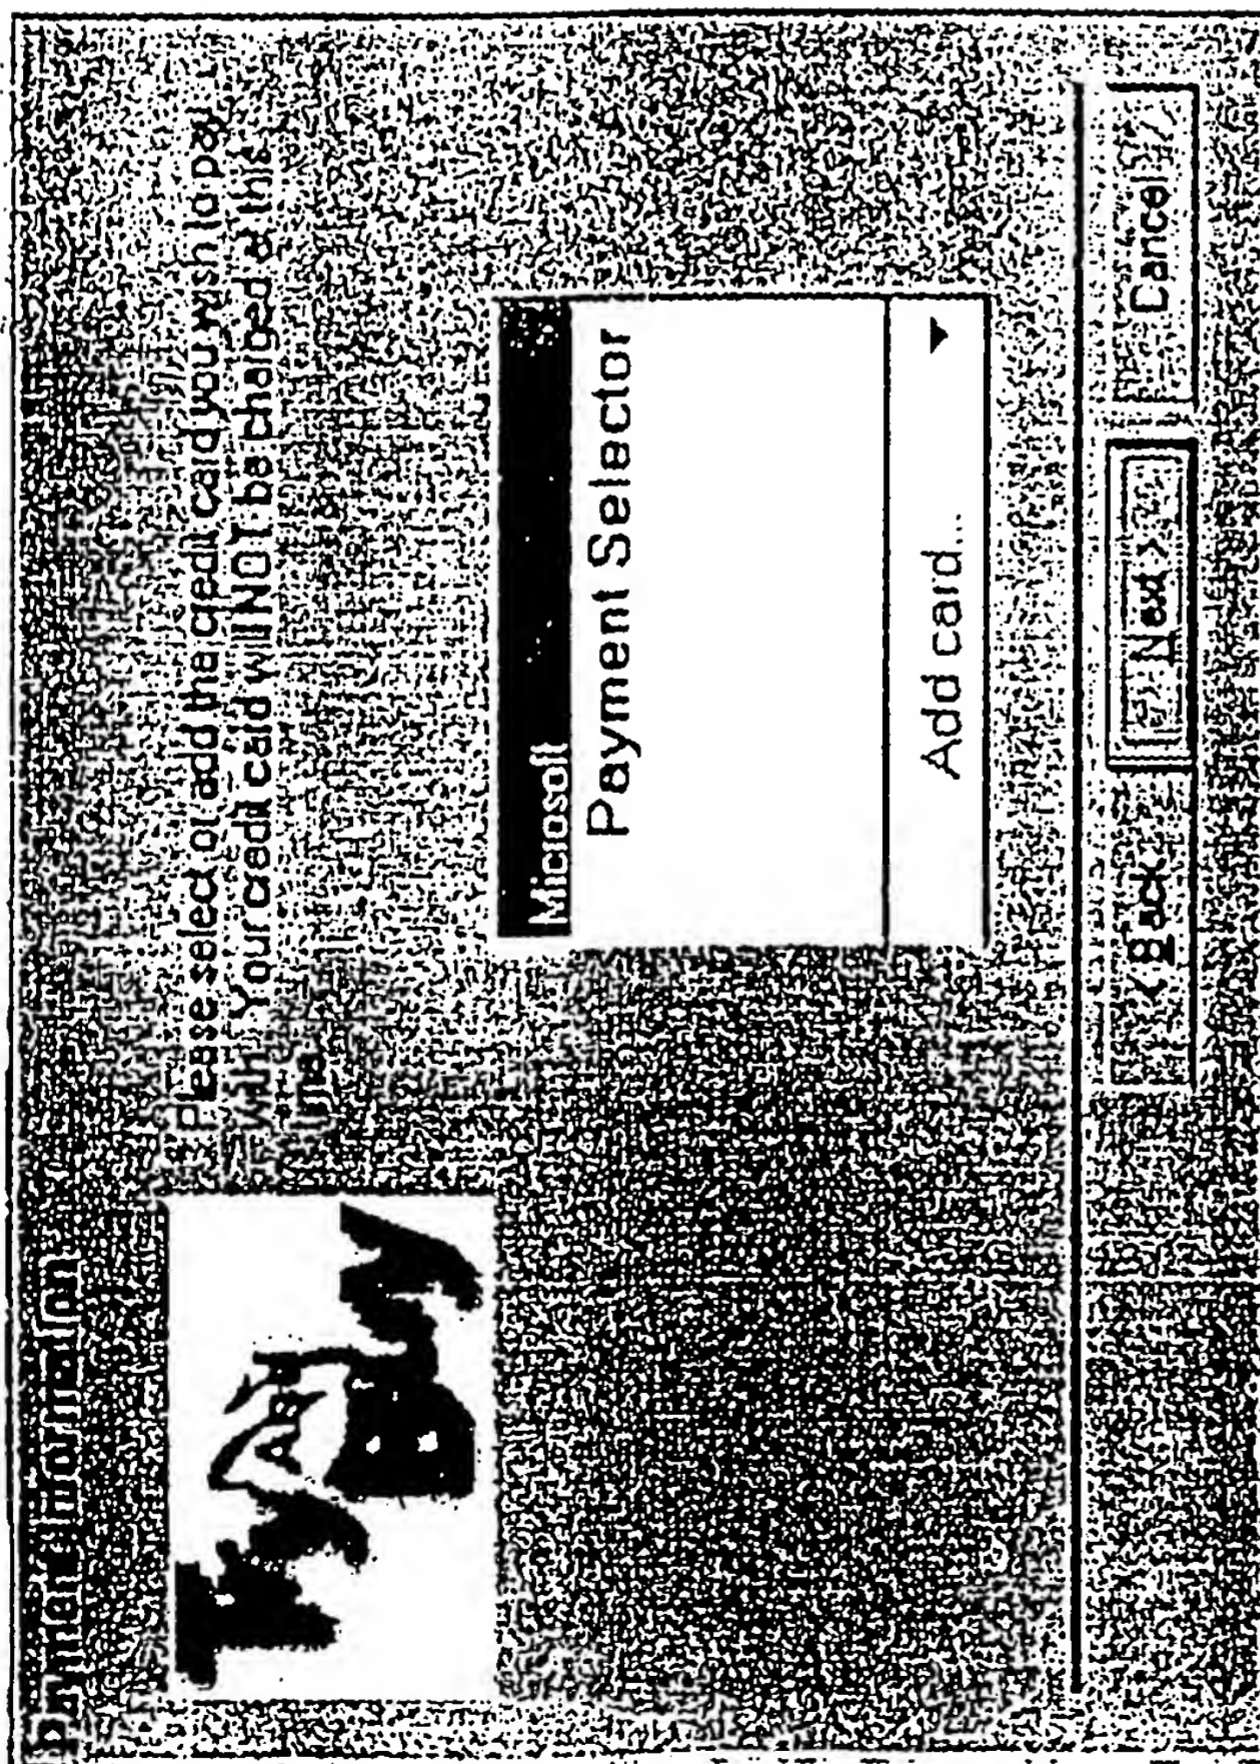 Payment Information
Please select or add the credit card you wish to pay
with. Your credit card will NOT be charged at this
time.
Microsoft
Payment Selector
Add card...
< Back
Next >
Cancel